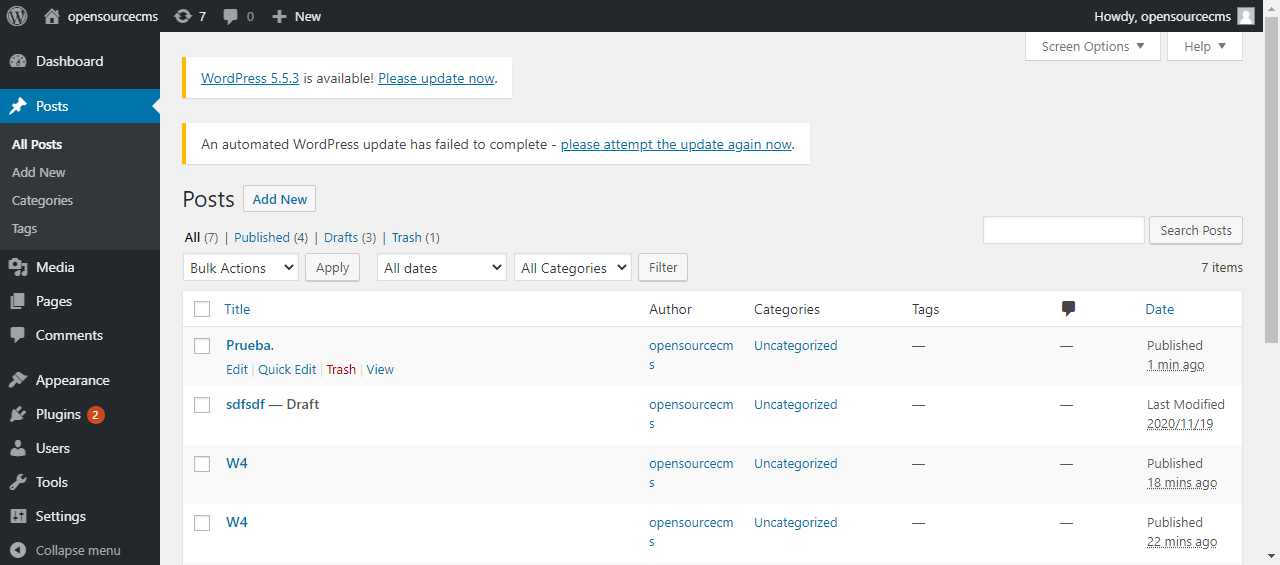 opensourcecms 7 0 New Howdy, opensourcecms
Screen Options Help
Dashboard
Posts
All Posts
Add New
Categories
Tags
Media
Pages
Comments
Appearance
Plugins 2
Users
Tools
Settings
Collapse menu
WordPress 5.5.3 is available! Please update now.
An automated WordPress update has failed to complete - please attempt the update again now.
Posts Add New
All (7) | Published (4) | Drafts (3) | Trash (1)
Search Posts
Bulk Actions Apply All dates All Categories Filter 7 items
Title Author Categories Tags Date
Prueba. opensourcecm Uncategorized — — Published
Edit | Quick Edit | Trash | View s 1 min ago
sdfsdf — Draft opensourcecm Uncategorized — — Last Modified
s 2020/11/19
W4 opensourcecm Uncategorized — — Published
s 18 mins ago
W4 opensourcecm Uncategorized — — Published
s 22 mins ago